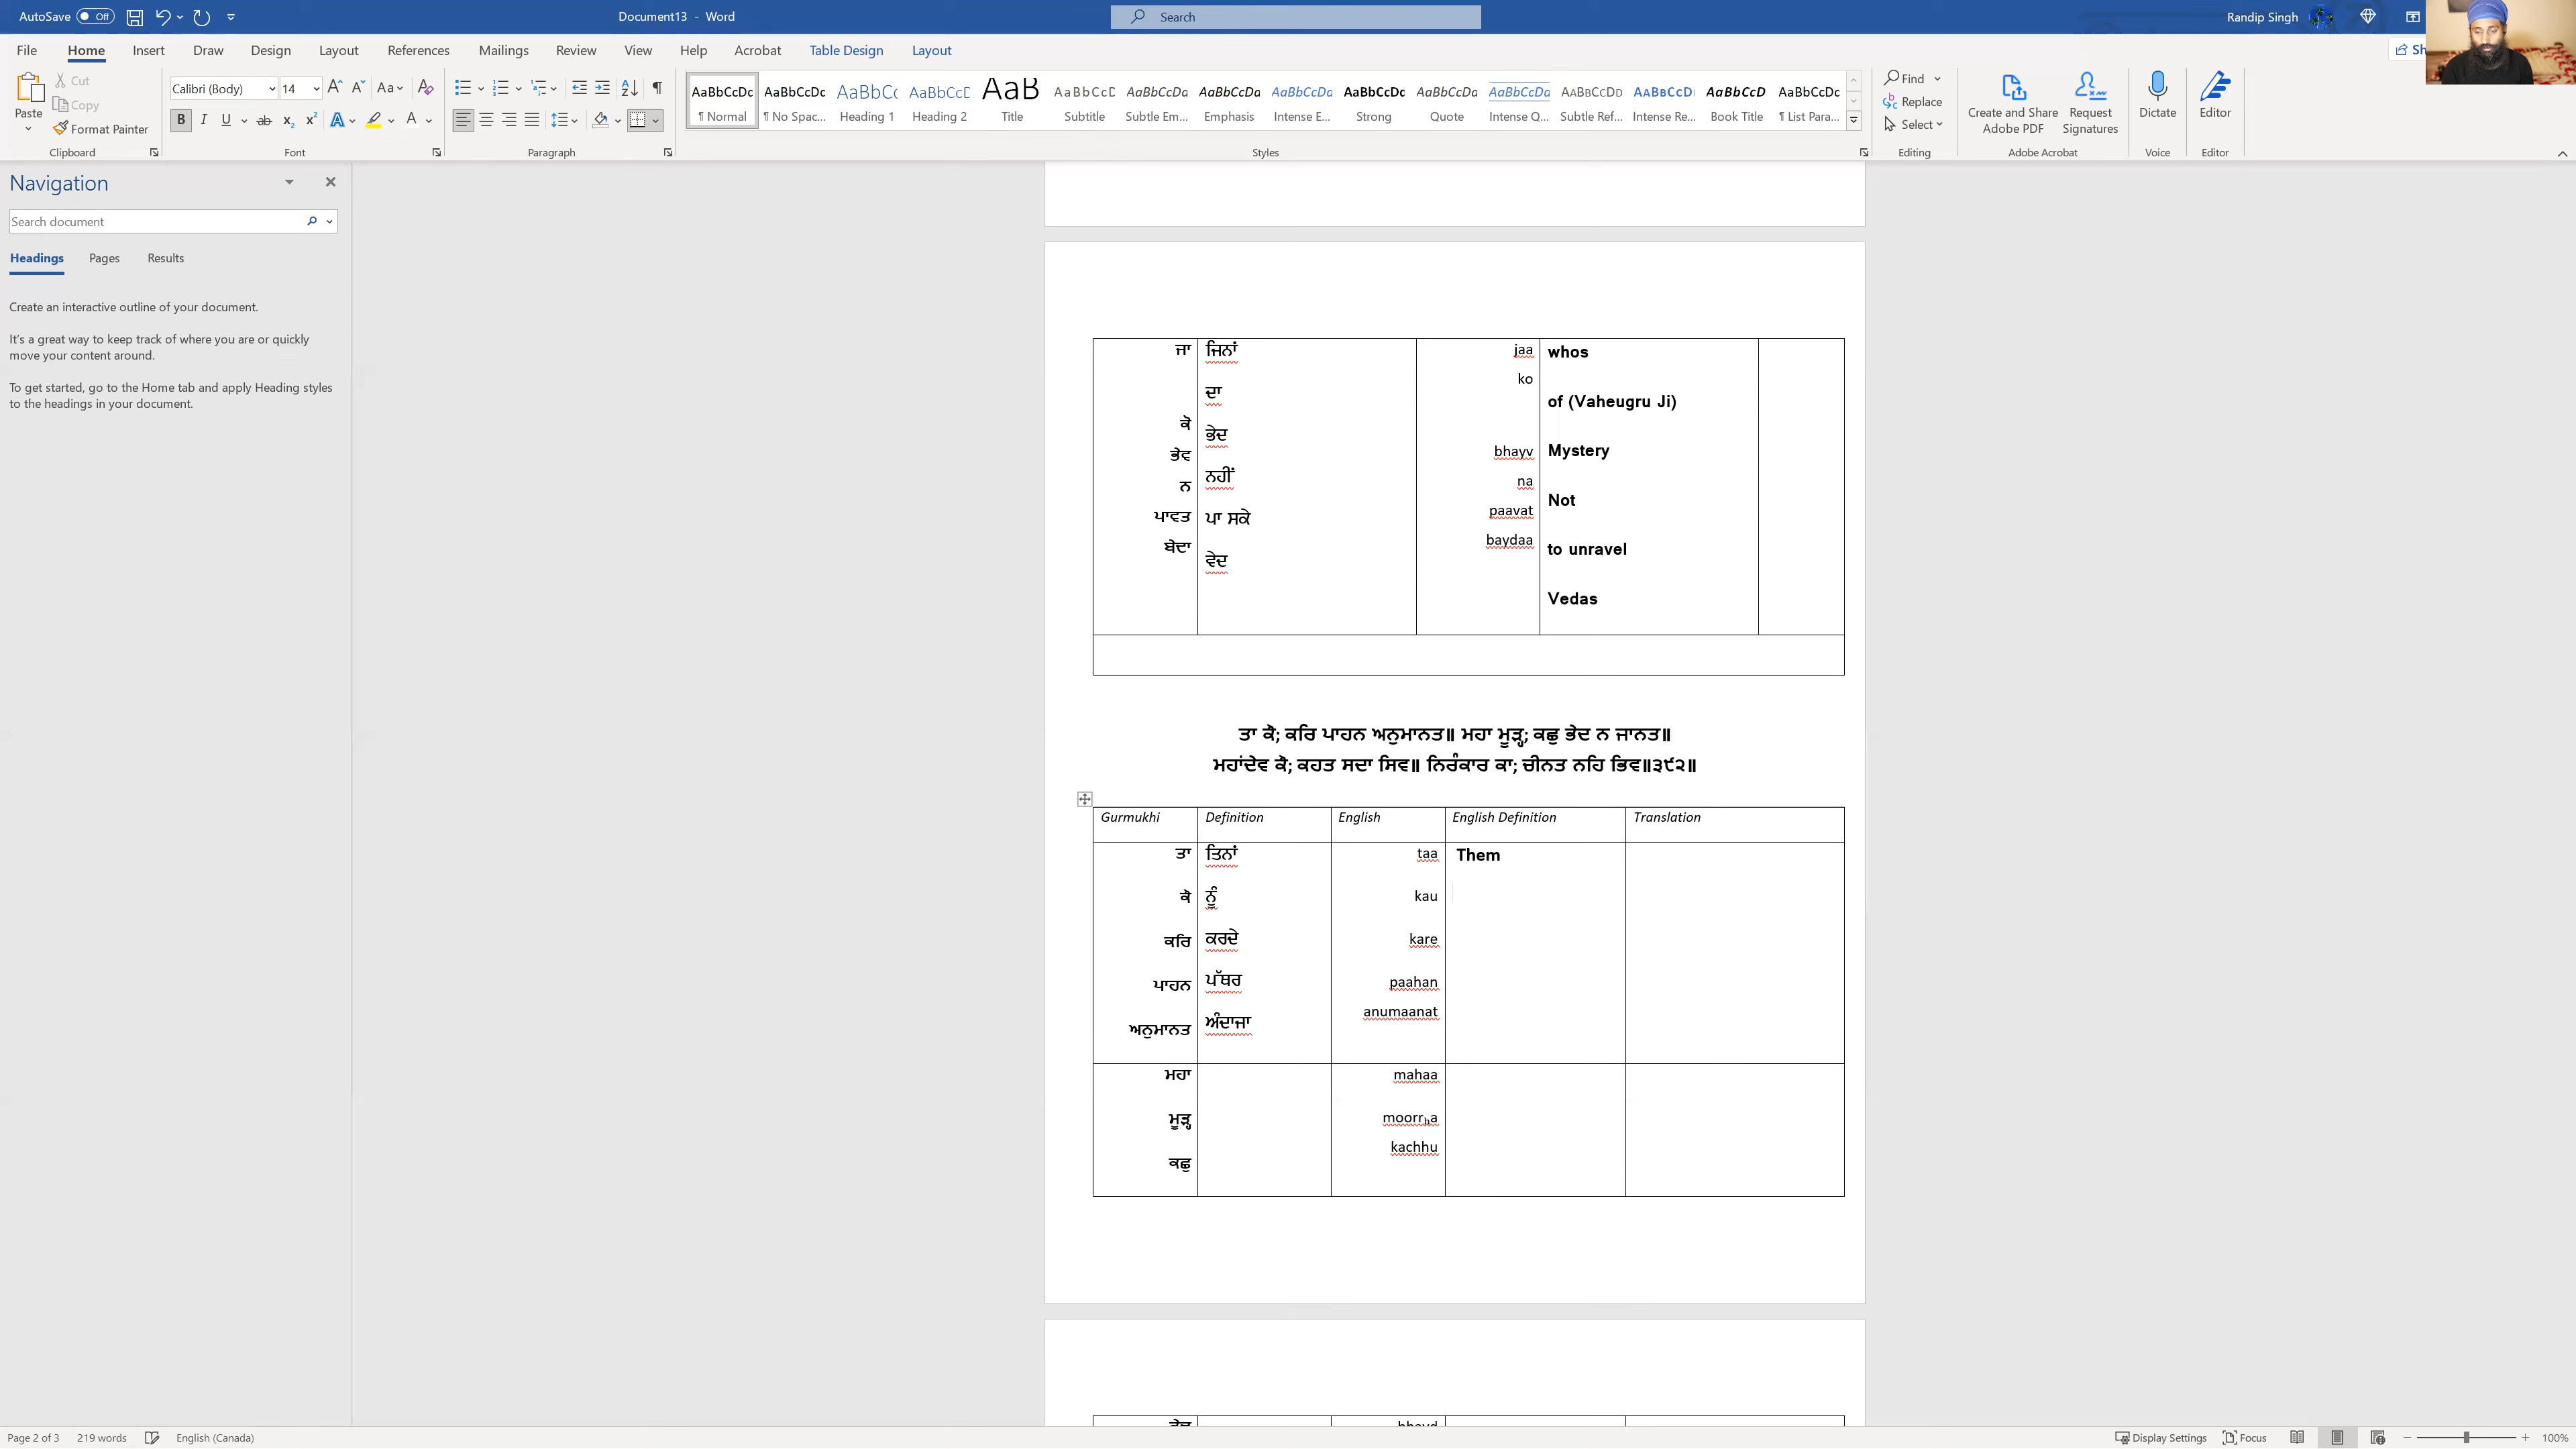 AutoSave Off
Document13 - Word
Search
Randip Singh
File Home Insert Draw Design Layout References Mailings Review View Help Acrobat Table Design Layout
Paste
Cut
Copy
Format Painter
Clipboard
Calibri (Body) 14
Font
Paragraph
AaBbCcDc AaBbCcDc AaBbCc AaBbCcD AaB AaBbCcD AaBbCcDa AaBbCcDa AaBbCcDa AaBbCcDc AaBbCcDa AaBbCcDa AaBbCcDd AaBbCcD AaBbCcD AaBbCcDc
¶ Normal ¶ No Spac... Heading 1 Heading 2 Title Subtitle Subtle Em... Emphasis Intense E... Strong Quote Intense Q... Subtle Ref... Intense Re... Book Title ¶ List Para...
Styles
Find
Replace
Select
Editing
Create and Share Adobe PDF
Request Signatures
Adobe Acrobat
Dictate
Voice
Editor
Editor
Navigation
Search document
Headings Pages Results
Create an interactive outline of your document.
It's a great way to keep track of where you are or quickly
move your content around.
To get started, go to the Home tab and apply Heading styles
to the headings in your document.
ਜਾ
ਕੋ
ਭੇਵ
ਨ
ਪਾਵਤ
ਬੇਦਾ
ਜਿਨਾਂ
ਦਾ
ਭੇਦ
ਨਹੀਂ
ਪਾ ਸਕੇ
ਵੇਦ
jaa
ko
bhayv
na
paavat
baydaa
whos
of (Vaheugru Ji)
Mystery
Not
to unravel
Vedas
ਤਾ ਕੋ; ਕਰਿ ਪਾਹਨ ਅਨੁਮਾਨਤ॥ ਮਹਾ ਮੂੜ੍ਹ; ਕਛੁ ਭੇਦ ਨ ਜਾਨਤ॥
ਮਹਾਂਦੇਵ ਕੋ; ਕਹਤ ਸਦਾ ਸਿਵ॥ ਨਿਰੰਕਾਰ ਕਾ; ਚੀਨਤ ਨਹਿ ਭਿਵ॥੩੯੨॥
Gurmukhi Definition English English Definition Translation
ਤਾ
ਕੋ
ਕਰਿ
ਪਾਹਨ
ਅਨੁਮਾਨਤ
ਤਿਨਾਂ
ਨੂੰ
ਕਰਦੇ
ਪੱਥਰ
ਅੰਦਾਜਾ
taa
kau
kare
paahan
anumaanat
Them
ਮਹਾ
ਮੂੜ੍ਹ
ਕਛੁ
mahaa
moorrha
kachhu
Page 2 of 3 219 words English (Canada)
Display Settings Focus 100%